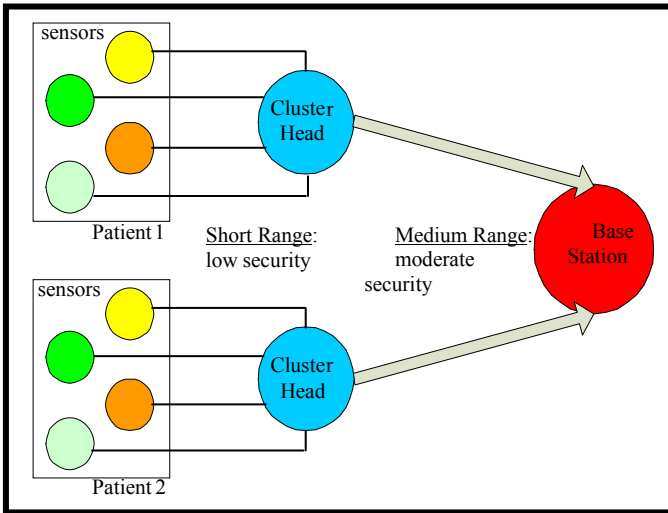 sensors
Cluster
Head
Patient 1
Short Range:
low security
Medium Range:
moderate
security
Base
Station
sensors
Cluster
Head
Patient 2